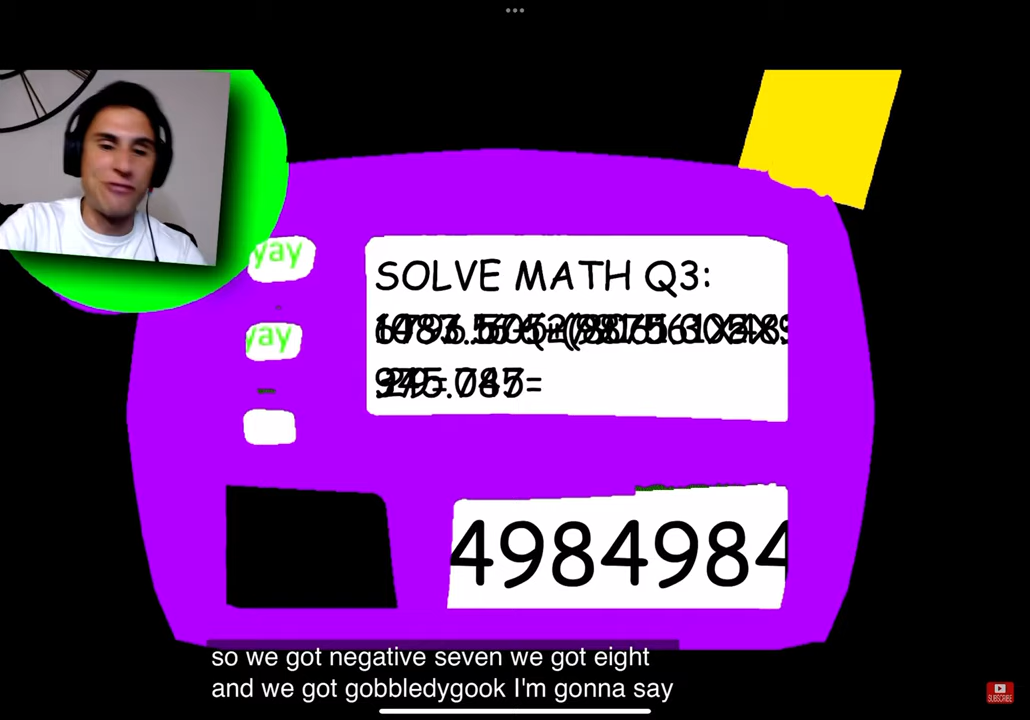 yay
SOLVE MATH Q3:
yay
4984984
so we got negative seven we got eight
and we got gobbledygook I'm gonna say
SUBSCRIBE